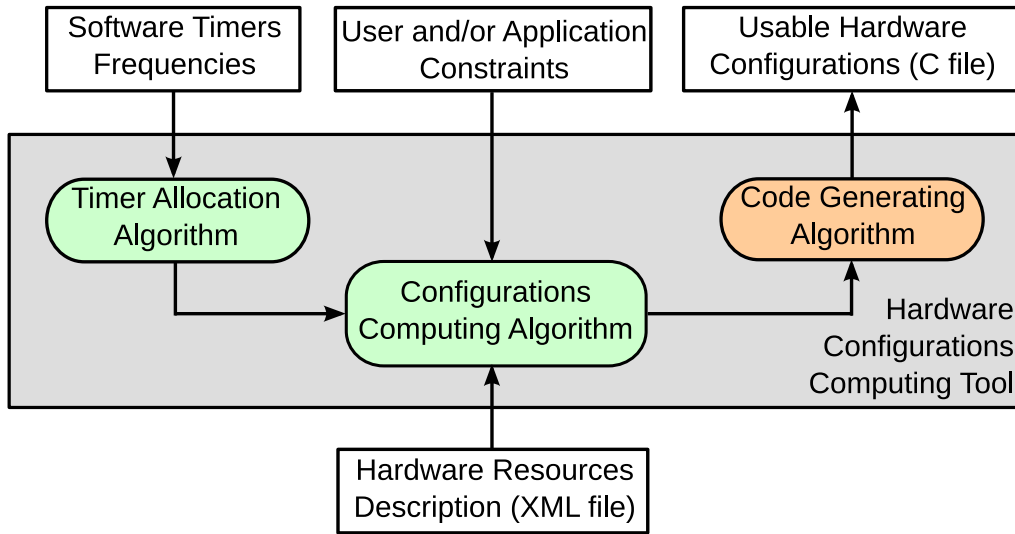 Software Timers
Frequencies
User and/or Application
Constraints
Usable Hardware
Configurations (C file)
Timer Allocation
Algorithm
Code Generating
Algorithm
Configurations
Computing Algorithm
Hardware
Configurations
Computing Tool
Hardware Resources
Description (XML file)